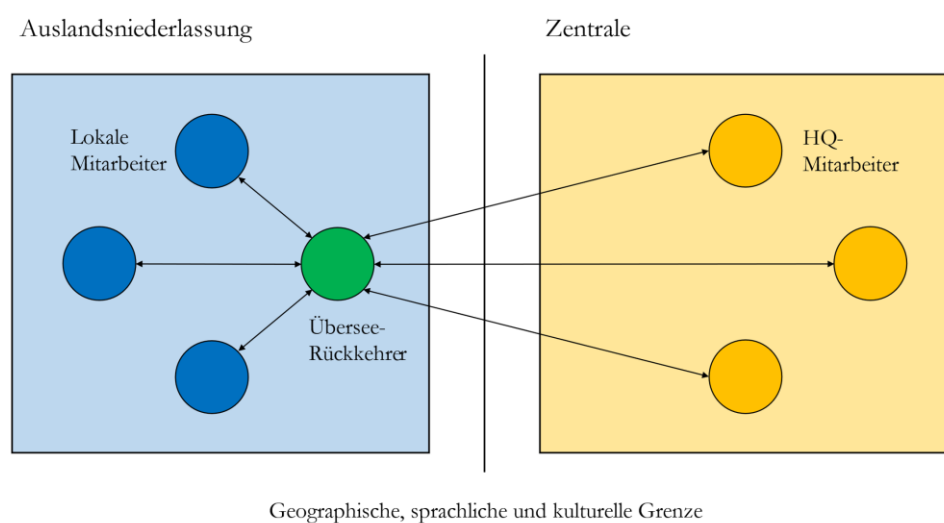 Auslandsniederlassung
Zentrale
Lokale
Mitarbeiter
HQ-
Mitarbeiter
Übersee-
Rückkehrer
Geographische, sprachliche und kulturelle Grenze